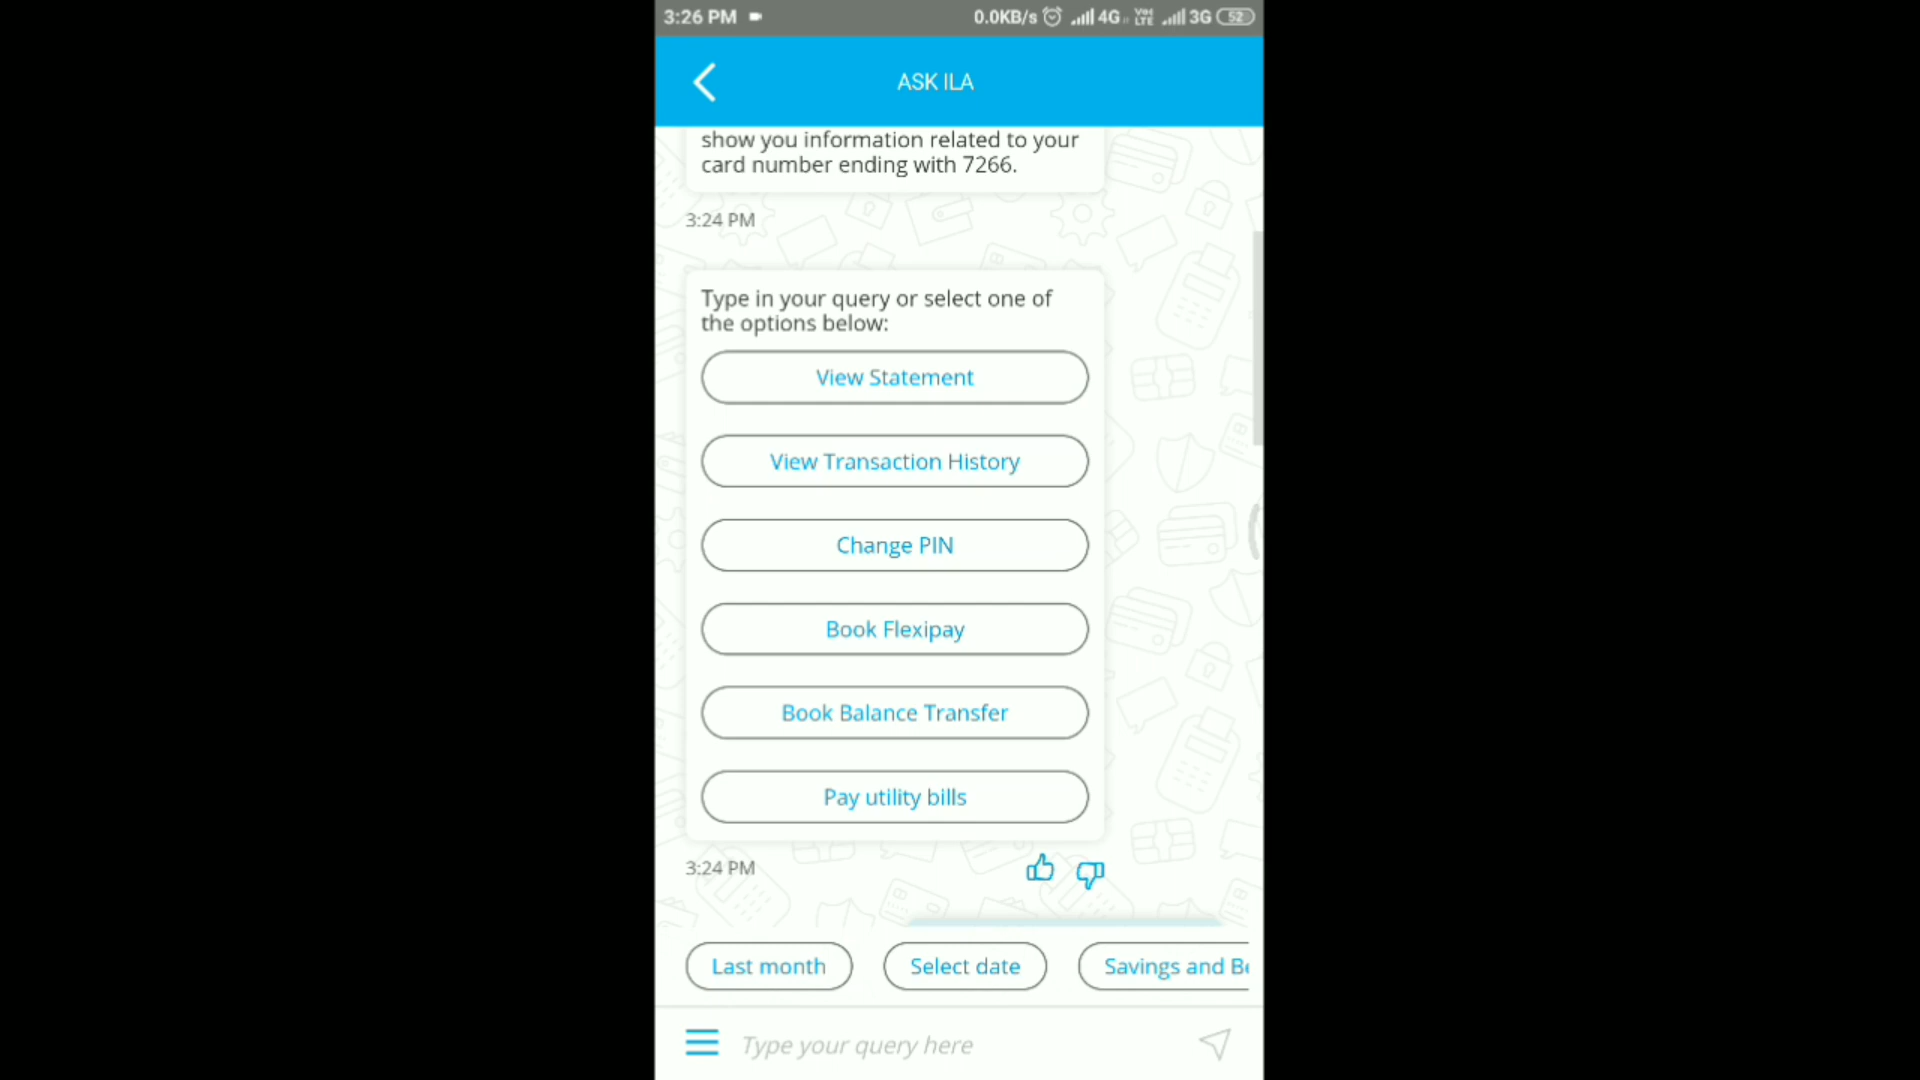 3:26 PM 0.0KB/s 4G VoLTE 3G 52
ASK ILA
show you information related to your
card number ending with 7266.
3:24 PM
Type in your query or select one of
the options below:
View Statement
View Transaction History
Change PIN
Book Flexipay
Book Balance Transfer
Pay utility bills
3:24 PM
Last month Select date Savings and
Type your query here